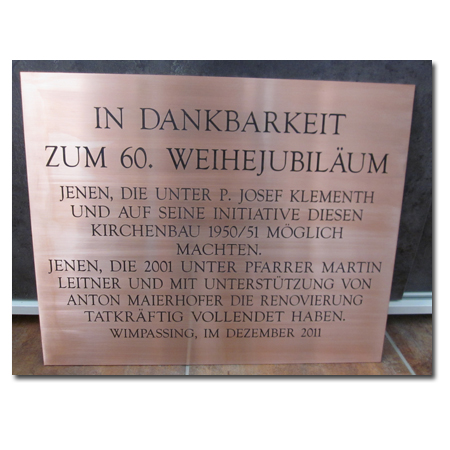 IN DANKBARKEIT
ZUM 60. WEIHEJUBILÄUM
JENEN, DIE UNTER P. JOSEF KLEMENTH
UND AUF SEINE INITIATIVE DIESEN
KIRCHENBAU 1950/51 MÖGLICH
MACHTEN.
JENEN, DIE 2001 UNTER PFARRER MARTIN
LEITNER UND MIT UNTERSTÜTZUNG VON
ANTON MAIERHOFER DIE RENOVIERUNG
TATKRÄFTIG VOLLENDET HABEN.
WIMPASSING, IM DEZEMBER 2011